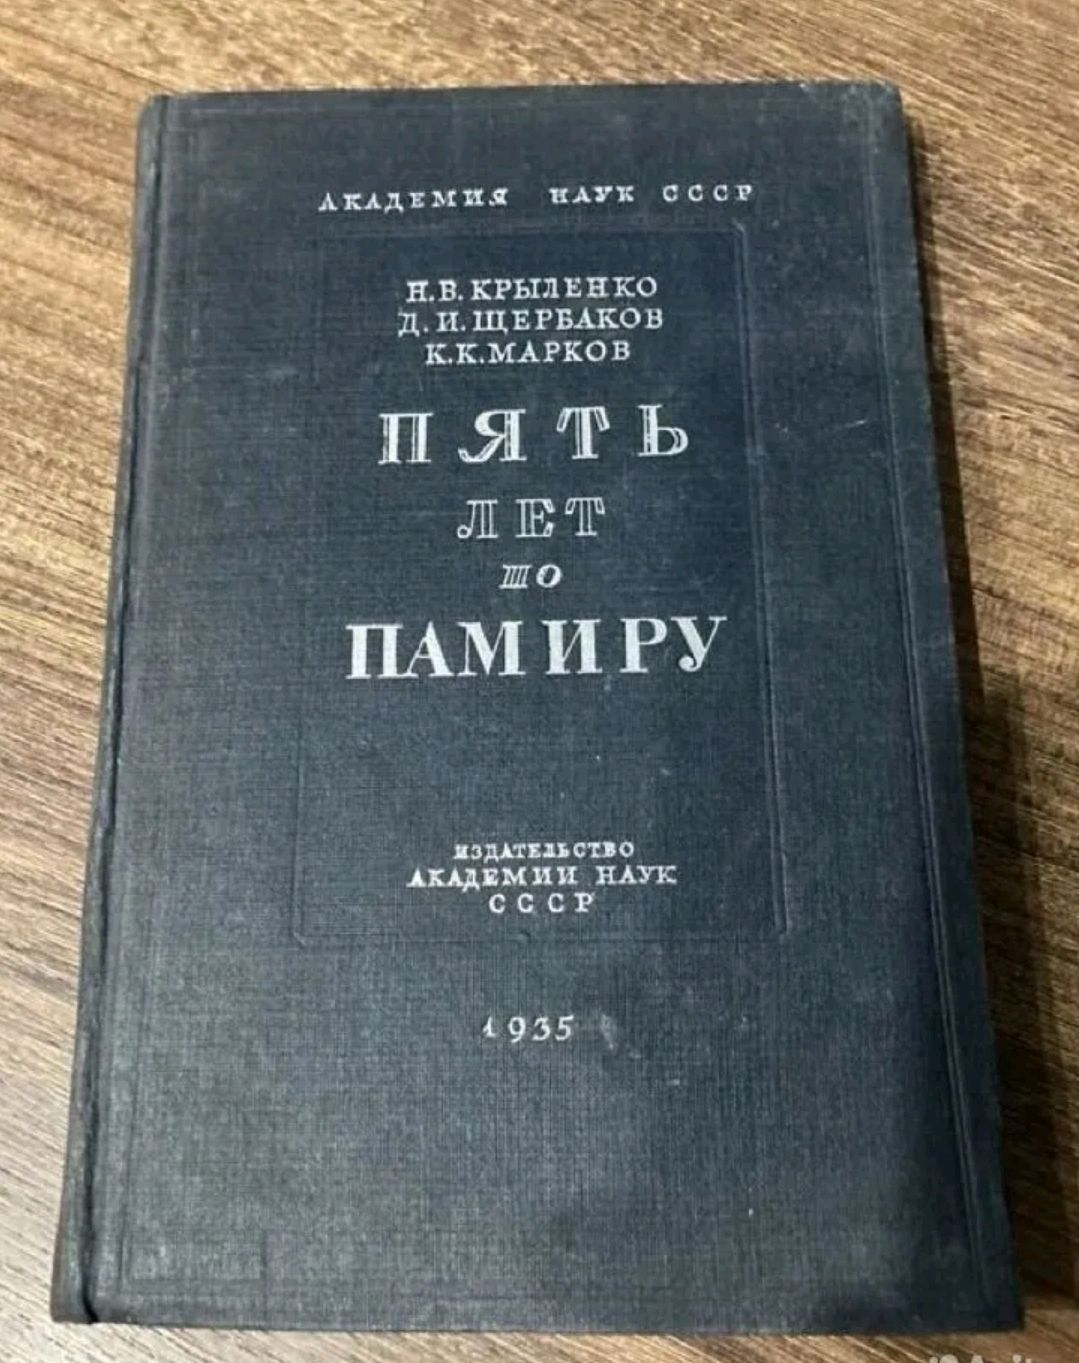 АКАДЕМИЯ НАУК СССР
Н. В. КРЫЛЕНКО
Д. И. ЩЕРБАКОВ
К. К. МАРКОВ
ПЯТЬ
ЛЕТ
по
ПАМИРУ
ИЗДАТЕЛЬСТВО
АКАДЕМИИ НАУК
СССР
1935